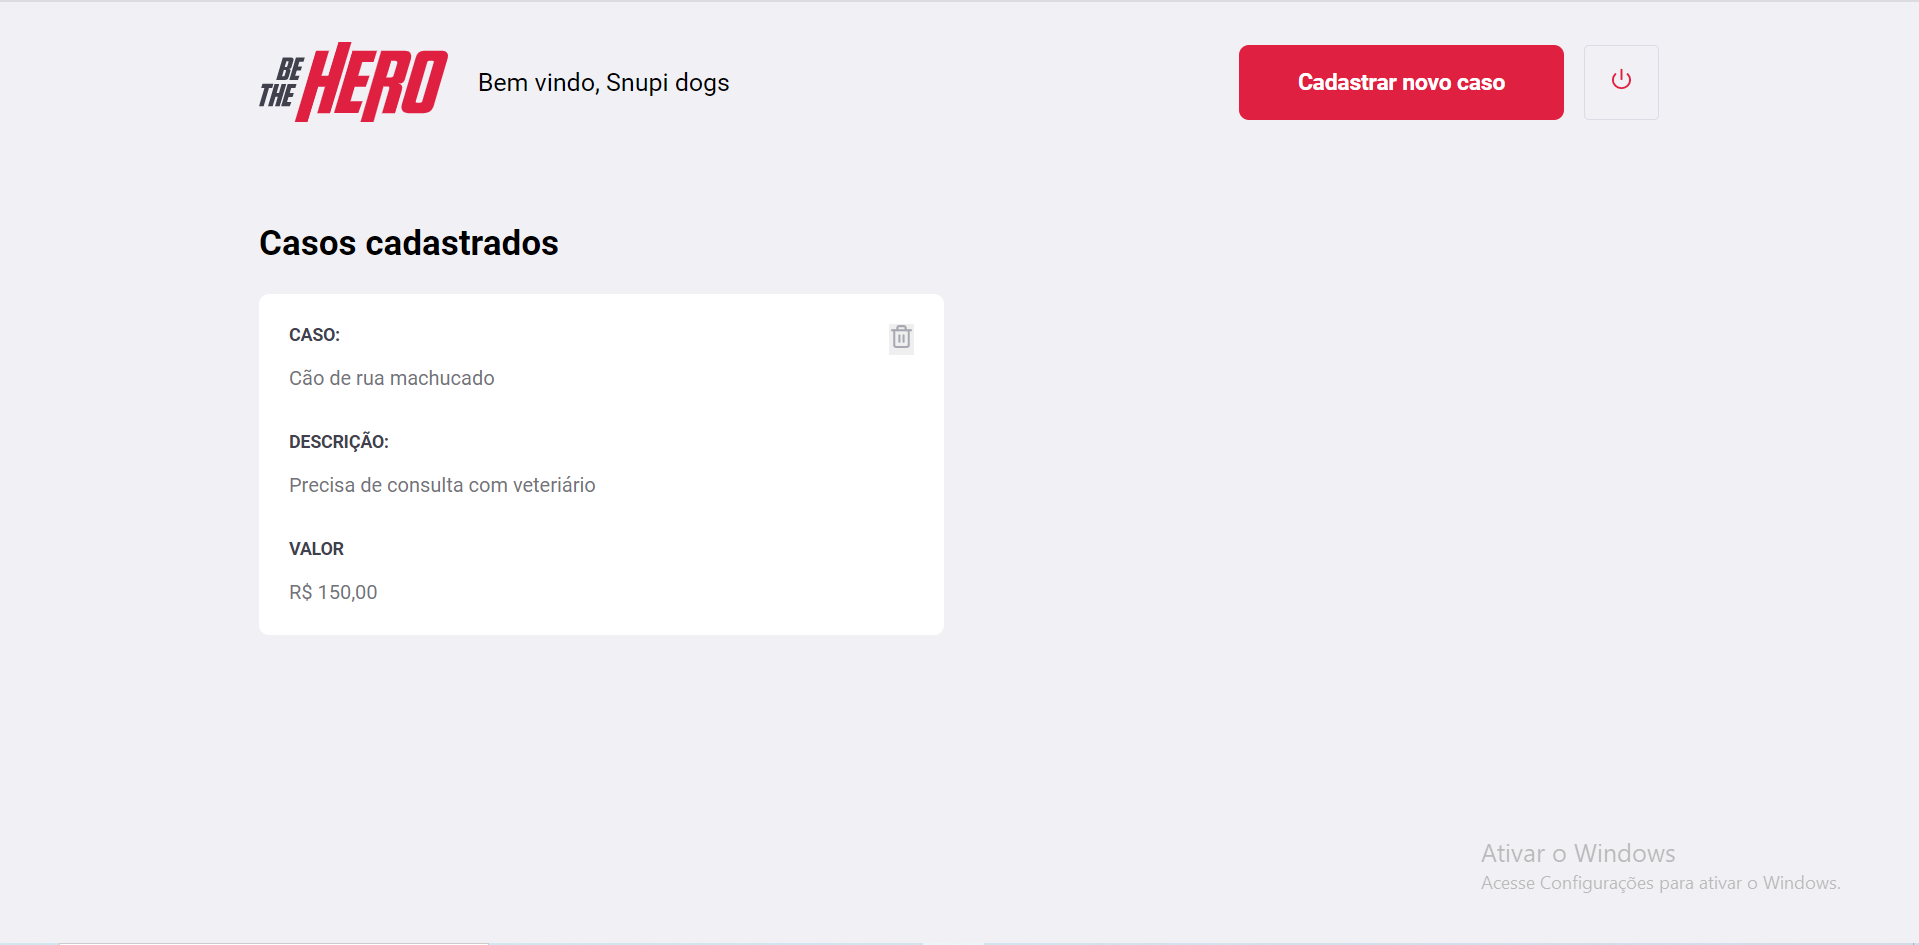 BE
THE
HERO
Bem vindo, Snupi dogs
Cadastrar novo caso
Casos cadastrados
CASO:
Cão de rua machucado
DESCRIÇÃO:
Precisa de consulta com veteriário
VALOR
R$ 150,00
Ativar o Windows
Acesse Configurações para ativar o Windows.